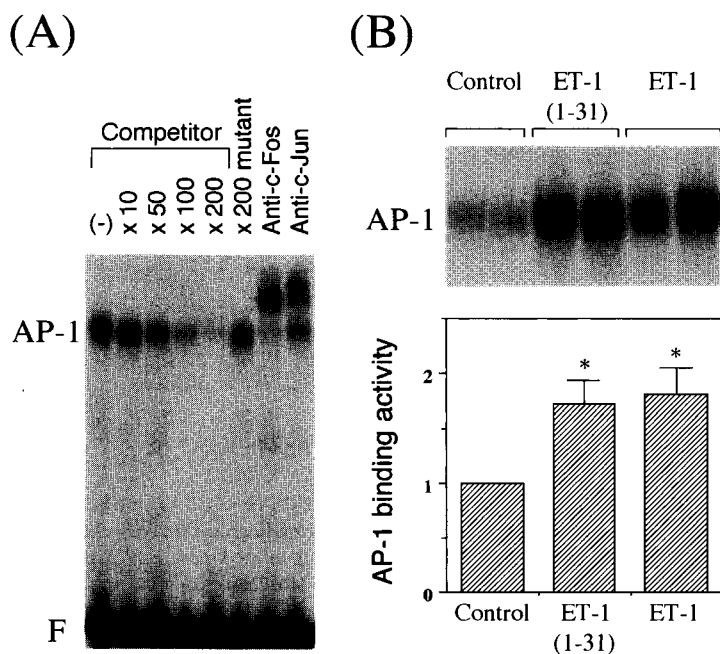 (A)
Competitor
(-)
x 10
x 50
x 100
x 200
x 200 mutant
Anti-c-Fos
Anti-c-Jun
AP-1
F
(B)
Control ET-1 ET-1
(1-31)
AP-1
AP-1 binding activity
2
1
0
* *
Control ET-1 ET-1
(1-31)